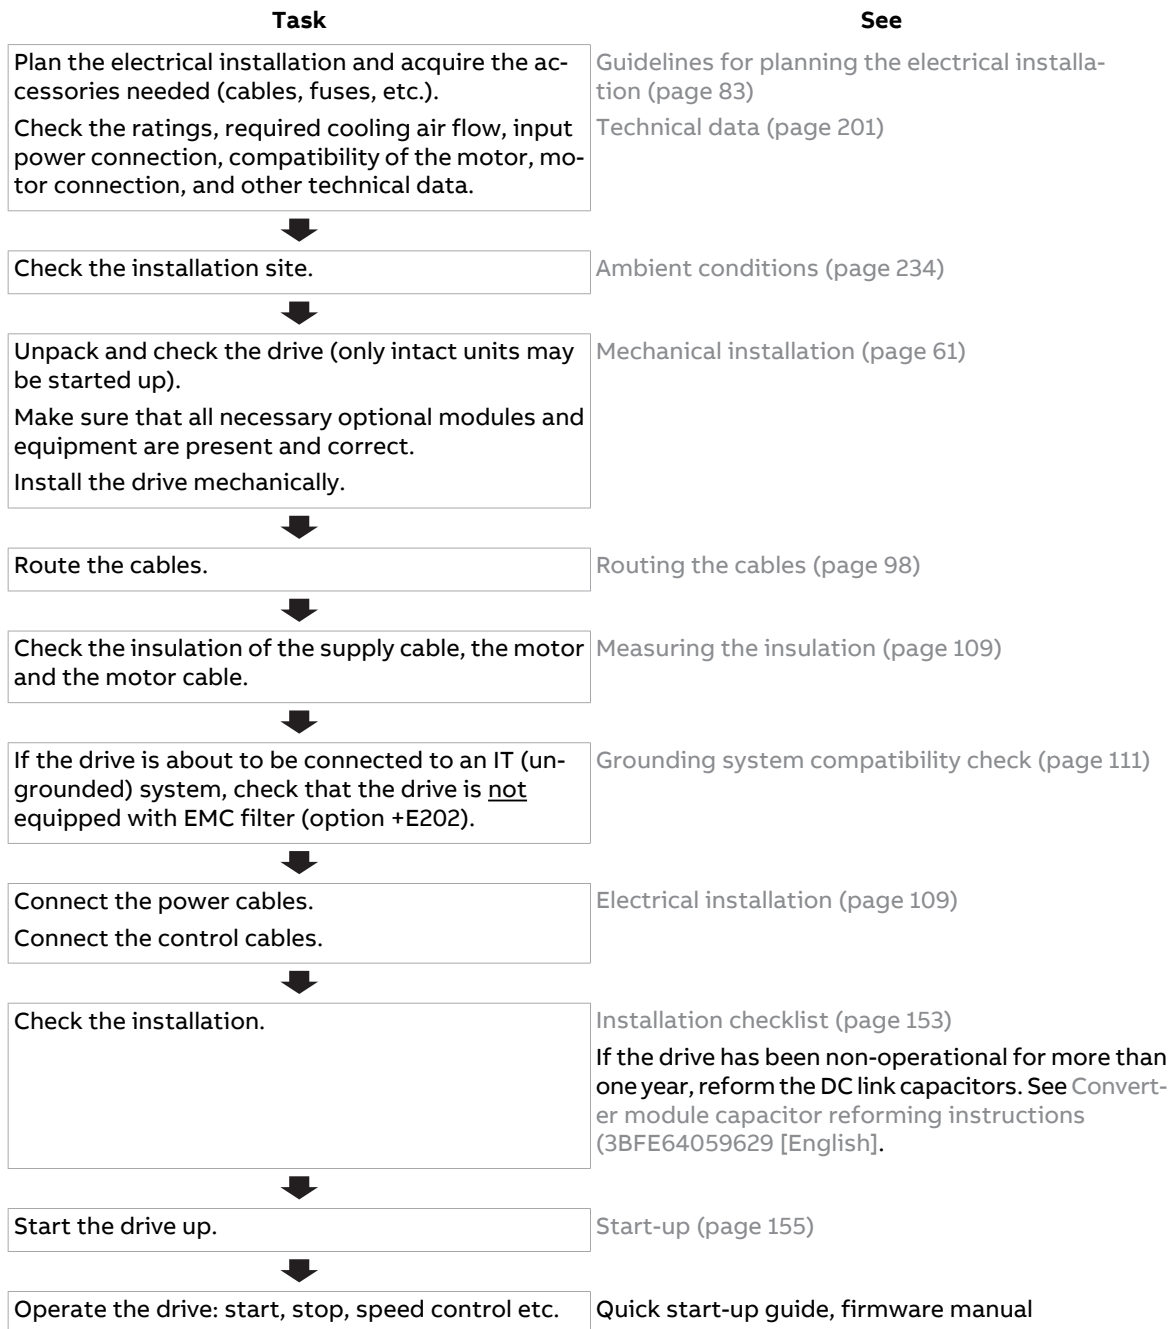 Task See
Plan the electrical installation and acquire the ac-
cessories needed (cables, fuses, etc.).
Guidelines for planning the electrical installa-
tion (page 83)
Check the ratings, required cooling air flow, input
power connection, compatibility of the motor, mo-
tor connection, and other technical data.
Technical data (page 201)
Check the installation site.
Ambient conditions (page 234)
Unpack and check the drive (only intact units may
be started up).
Make sure that all necessary optional modules and
equipment are present and correct.
Install the drive mechanically.
Mechanical installation (page 61)
Route the cables.
Routing the cables (page 98)
Check the insulation of the supply cable, the motor
and the motor cable.
Measuring the insulation (page 109)
If the drive is about to be connected to an IT (un-
grounded) system, check that the drive is not
equipped with EMC filter (option +E202).
Grounding system compatibility check (page 111)
Connect the power cables.
Connect the control cables.
Electrical installation (page 109)
Check the installation.
Installation checklist (page 153)
If the drive has been non-operational for more than
one year, reform the DC link capacitors. See Convert-
er module capacitor reforming instructions
(3BFE64059629 [English].
Start the drive up.
Start-up (page 155)
Operate the drive: start, stop, speed control etc.
Quick start-up guide, firmware manual